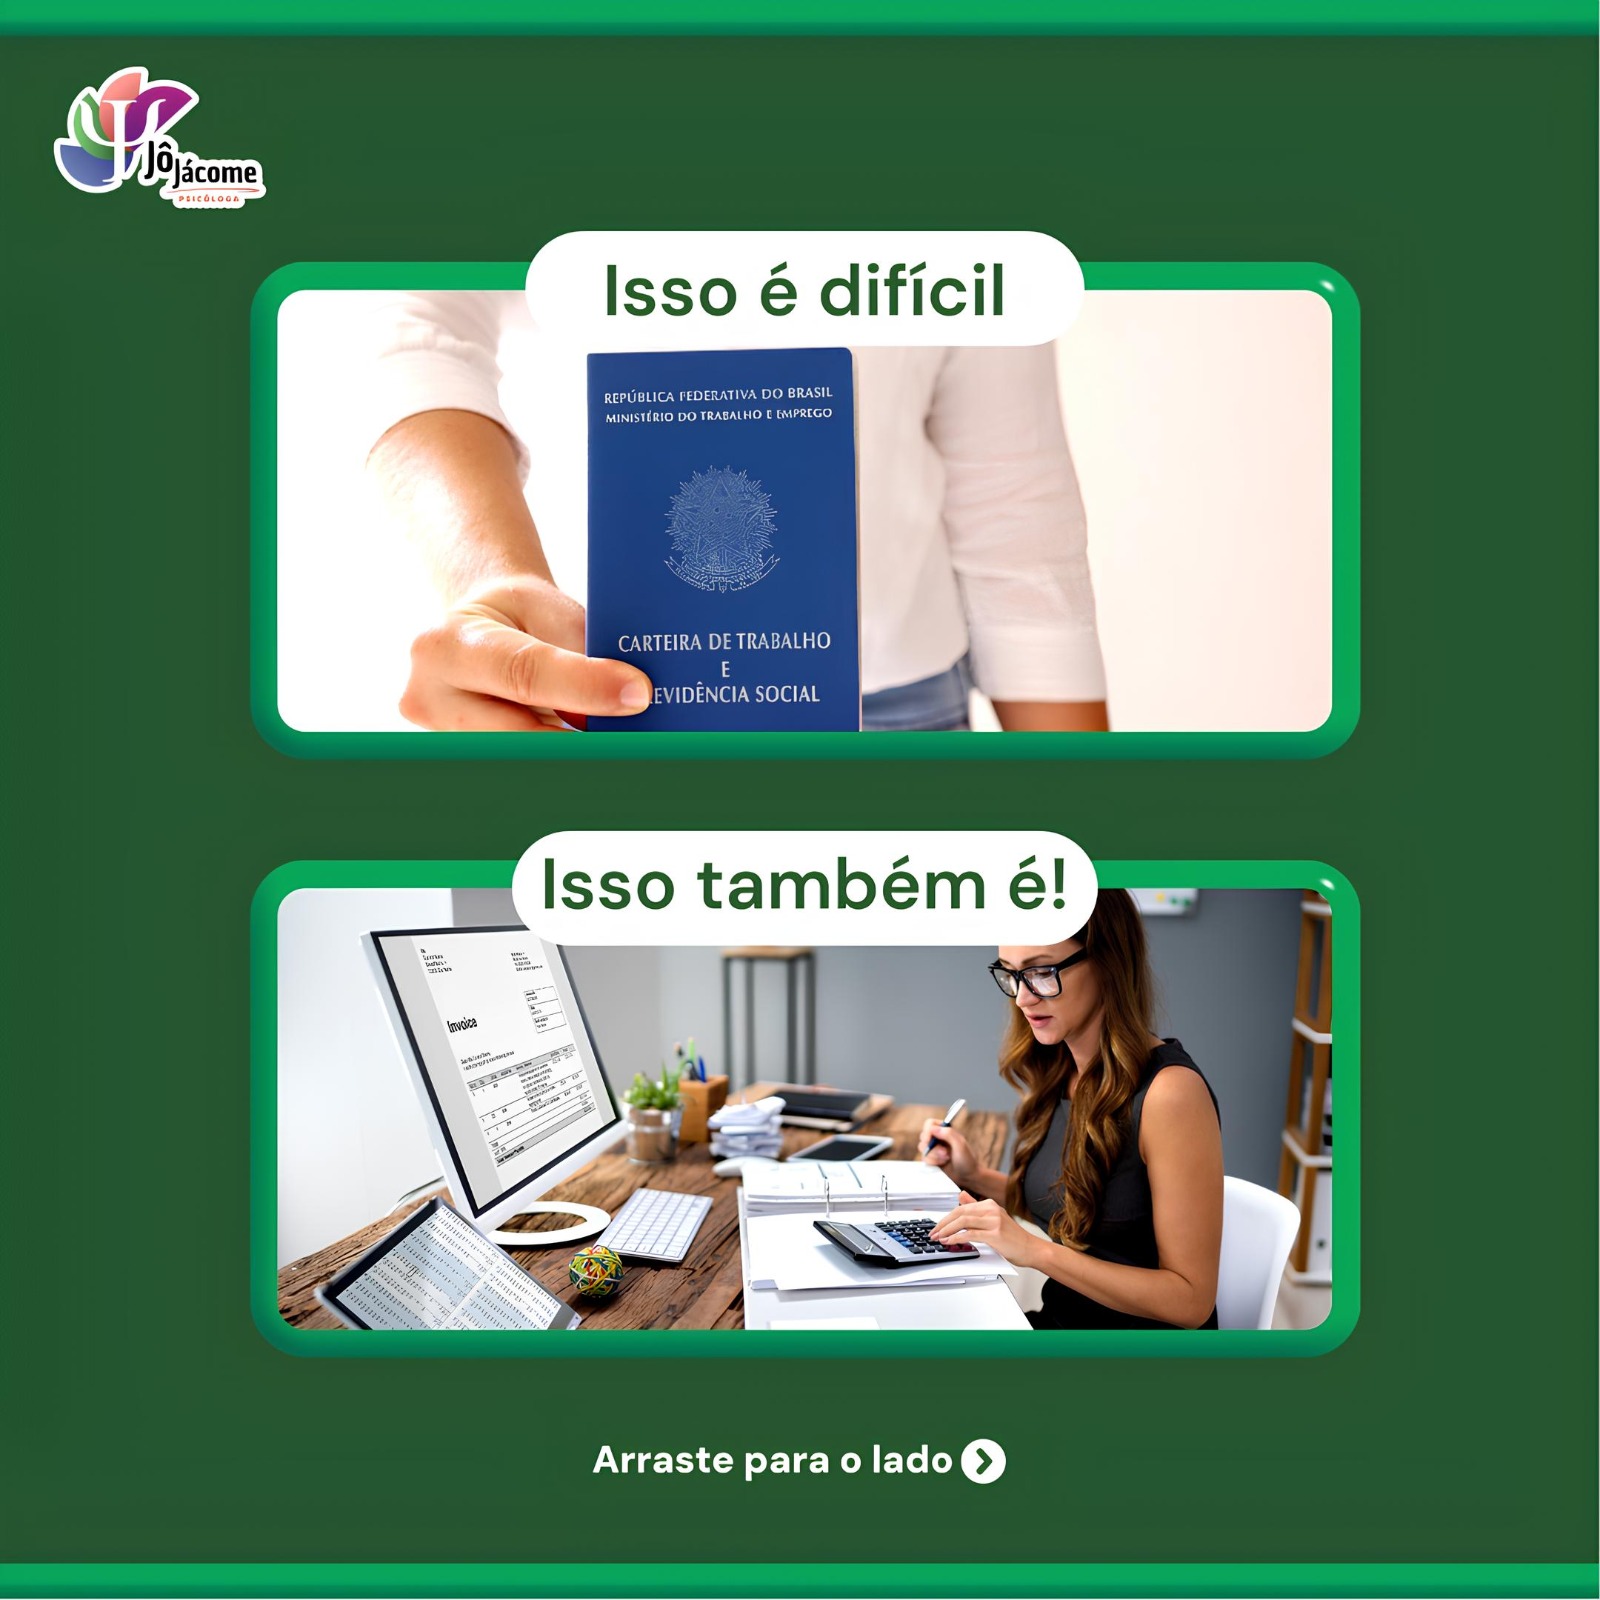 Jô Jácome
PSICÓLOGA
Isso é difícil
REPÚBLICA FEDERATIVA DO BRASIL
MINISTÉRIO DO TRABALHO E EMPREGO
CARTEIRA DE TRABALHO
E
EVIDÊNCIA SOCIAL
Isso também é!
Invoice
Arraste para o lado